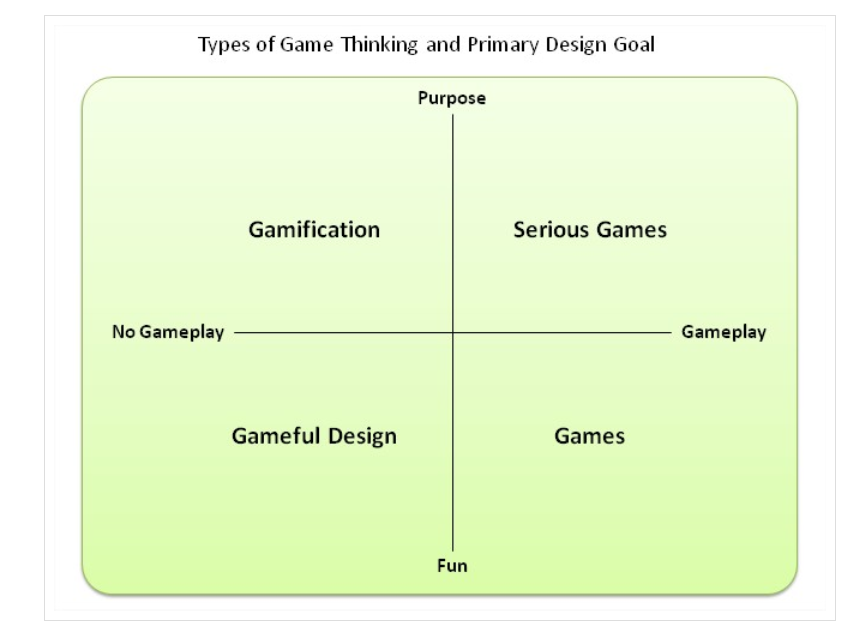 Types of Game Thinking and Primary Design Goal
Purpose
Gamification
Serious Games
No Gameplay
Gameplay
Gameful Design
Games
Fun